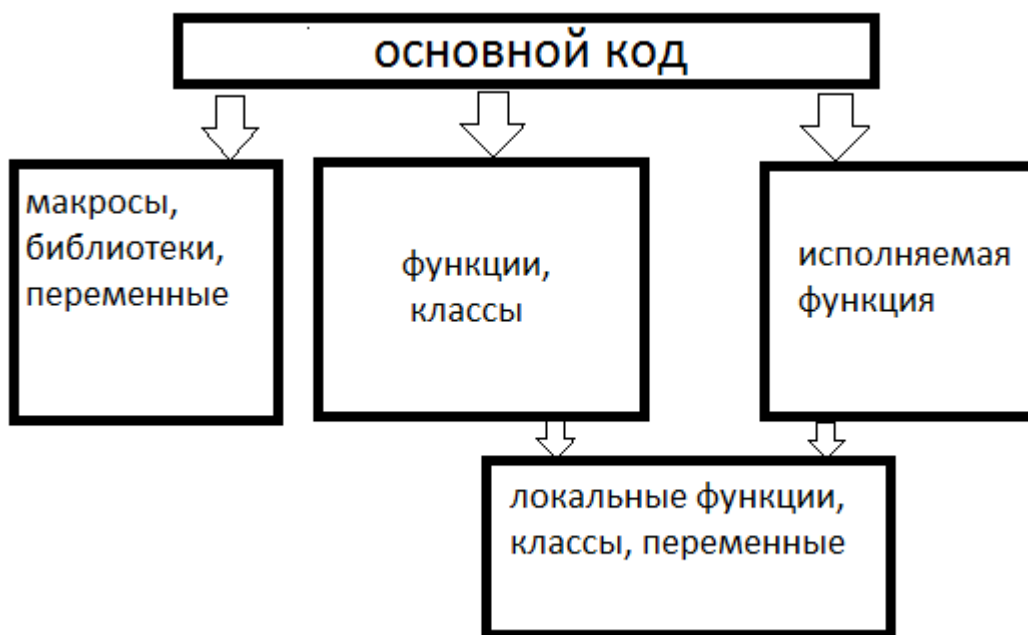 основной код
макросы,
библиотеки,
переменные
функции,
классы
исполняемая
функция
локальные функции,
классы, переменные